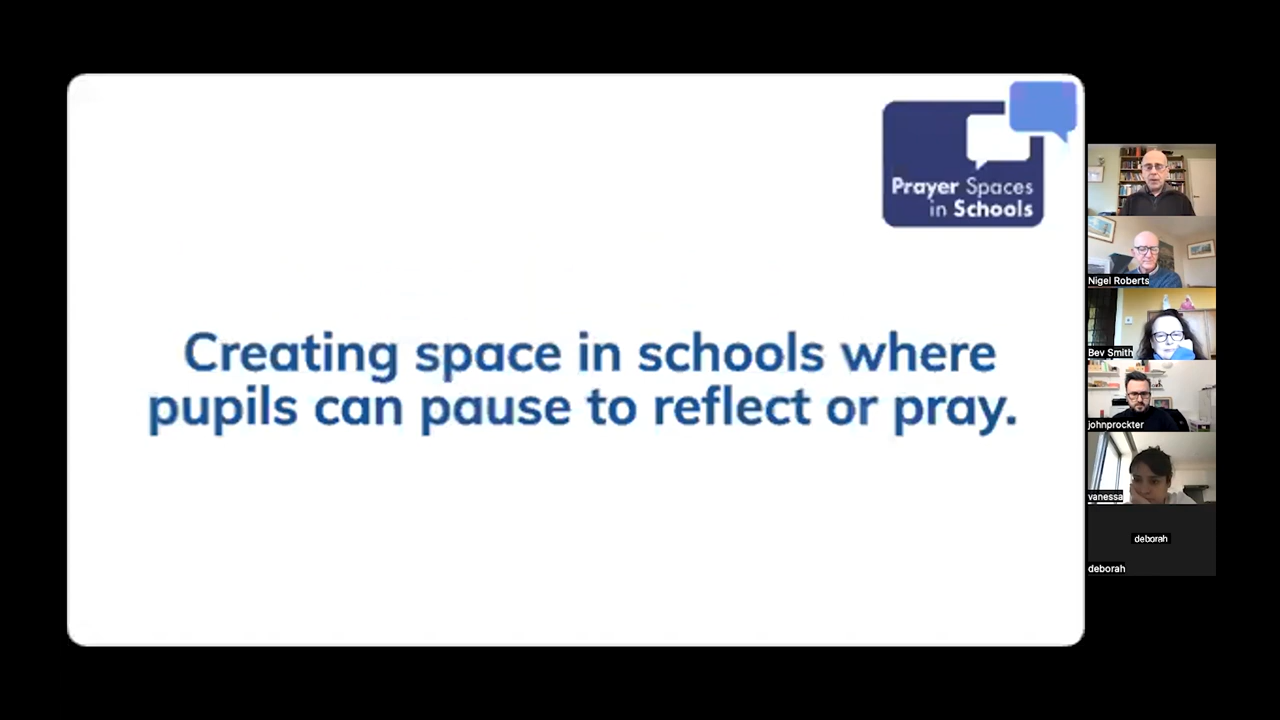 Prayer Spaces
in Schools
Creating space in schools where
pupils can pause to reflect or pray.
Nigel Roberts
Bev Smith
johnprockter
vanessa
deborah
deborah